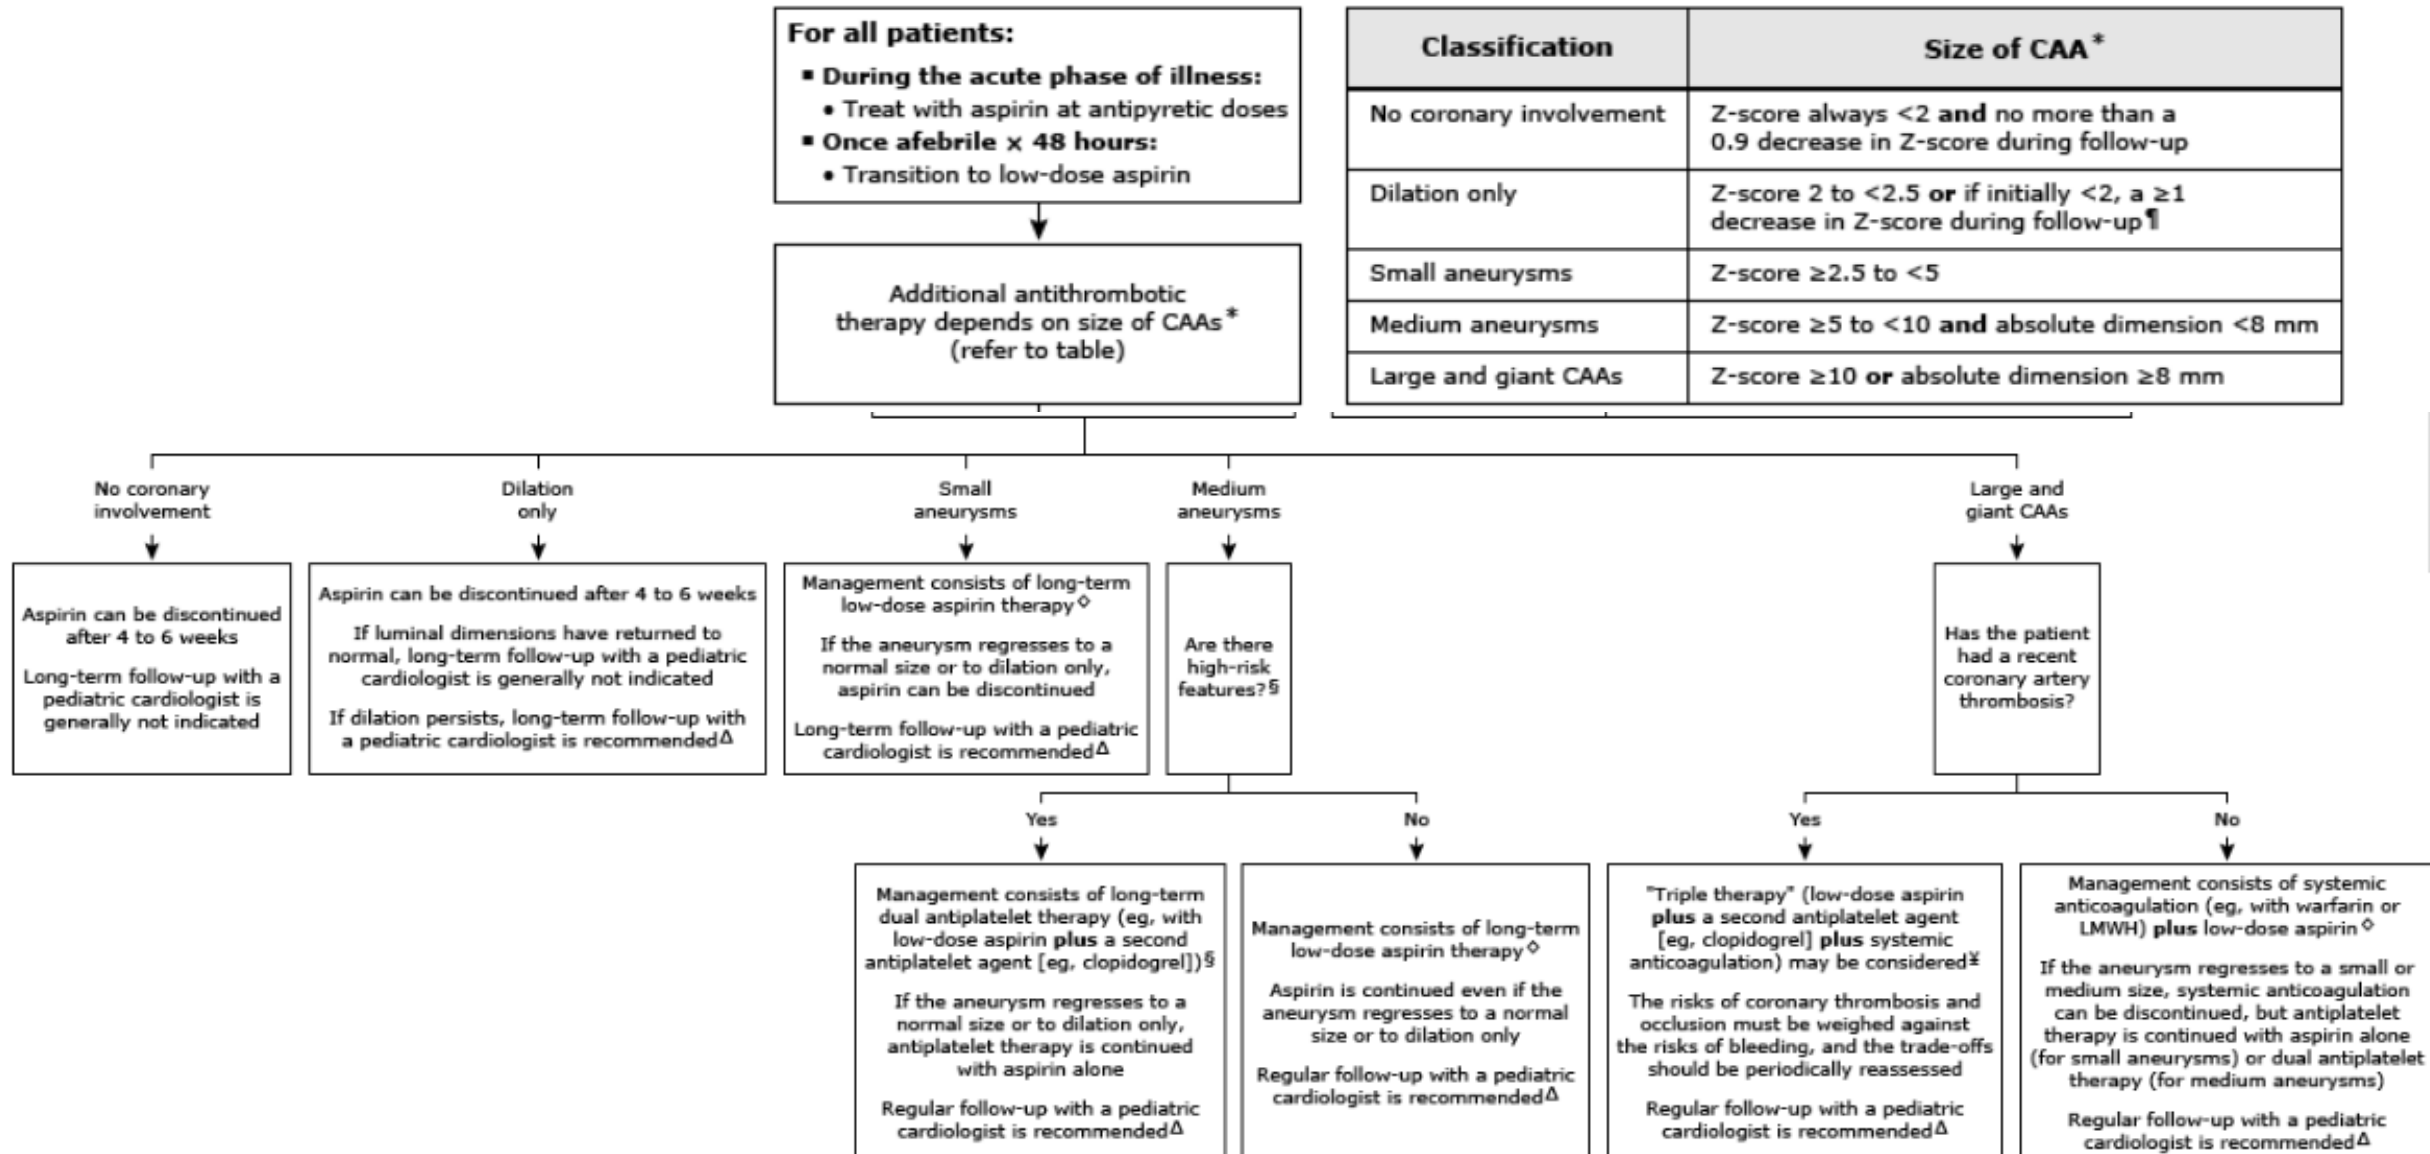 For all patients:
▪ During the acute phase of illness:
• Treat with aspirin at antipyretic doses
▪ Once afebrile × 48 hours:
• Transition to low-dose aspirin
Additional antithrombotic
therapy depends on size of CAAs*
(refer to table)
Classification Size of CAA*
No coronary involvement Z-score always <2 and no more than a
0.9 decrease in Z-score during follow-up
Dilation only Z-score 2 to <2.5 or if initially <2, a ≥1
decrease in Z-score during follow-up¶
Small aneurysms Z-score ≥2.5 to <5
Medium aneurysms Z-score ≥5 to <10 and absolute dimension <8 mm
Large and giant CAAs Z-score ≥10 or absolute dimension ≥8 mm
No coronary
involvement
Aspirin can be discontinued
after 4 to 6 weeks
Long-term follow-up with a
pediatric cardiologist is
generally not indicated
Dilation
only
Aspirin can be discontinued after 4 to 6 weeks
If luminal dimensions have returned to
normal, long-term follow-up with a pediatric
cardiologist is generally not indicated
If dilation persists, long-term follow-up with
a pediatric cardiologist is recommendedΔ
Small
aneurysms
Management consists of long-term
low-dose aspirin therapy◇
If the aneurysm regresses to a
normal size or to dilation only,
aspirin can be discontinued
Long-term follow-up with a pediatric
cardiologist is recommendedΔ
Medium
aneurysms
Are there
high-risk
features?§
Yes
Management consists of long-term
dual antiplatelet therapy (eg, with
low-dose aspirin plus a second
antiplatelet agent [eg, clopidogrel])§
If the aneurysm regresses to a
normal size or to dilation only,
antiplatelet therapy is continued
with aspirin alone
Regular follow-up with a pediatric
cardiologist is recommendedΔ
No
Management consists of long-term
low-dose aspirin therapy◇
Aspirin is continued even if the
aneurysm regresses to a normal
size or to dilation only
Regular follow-up with a pediatric
cardiologist is recommendedΔ
Large and
giant CAAs
Has the patient
had a recent
coronary artery
thrombosis?
Yes
"Triple therapy" (low-dose aspirin
plus a second antiplatelet agent
[eg, clopidogrel] plus systemic
anticoagulation) may be considered¥
The risks of coronary thrombosis and
occlusion must be weighed against
the risks of bleeding, and the trade-offs
should be periodically reassessed
Regular follow-up with a pediatric
cardiologist is recommendedΔ
No
Management consists of systemic
anticoagulation (eg, with warfarin or
LMWH) plus low-dose aspirin◇
If the aneurysm regresses to a small or
medium size, systemic anticoagulation
can be discontinued, but antiplatelet
therapy is continued with aspirin alone
(for small aneurysms) or dual antiplatelet
therapy (for medium aneurysms)
Regular follow-up with a pediatric
cardiologist is recommendedΔ